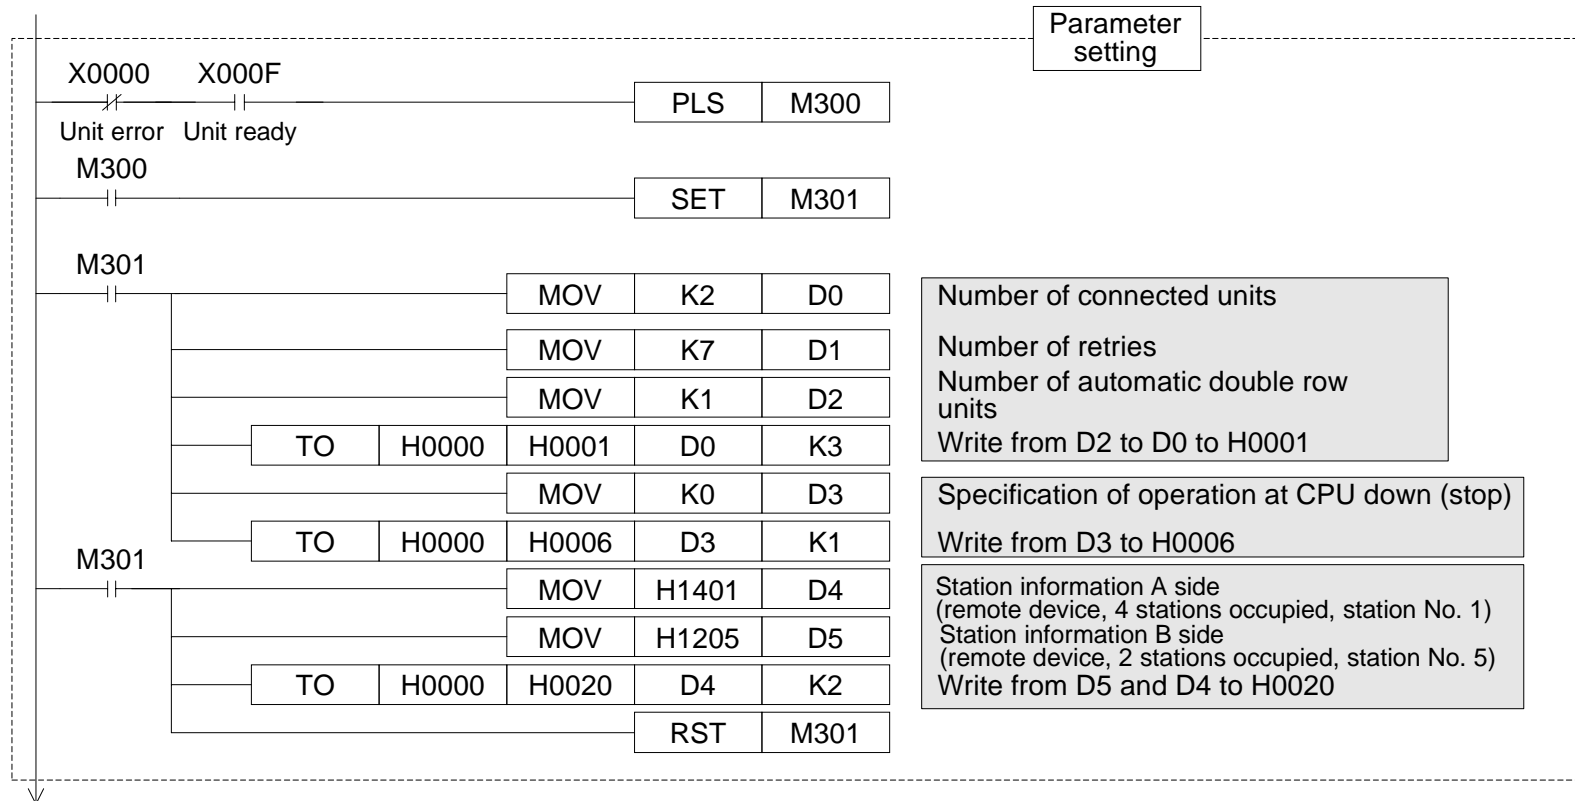 Parameter
setting
X0000 X000F
PLS M300
Unit error Unit ready
M300
SET M301
M301
MOV K2 D0 Number of connected units
MOV K7 D1 Number of retries
MOV K1 D2 Number of automatic double row
units
TO H0000 H0001 D0 K3 Write from D2 to D0 to H0001
MOV K0 D3 Specification of operation at CPU down (stop)
TO H0000 H0006 D3 K1 Write from D3 to H0006
M301
MOV H1401 D4 Station information A side
(remote device, 4 stations occupied, station No. 1)
MOV H1205 D5 Station information B side
(remote device, 2 stations occupied, station No. 5)
TO H0000 H0020 D4 K2 Write from D5 and D4 to H0020
RST M301